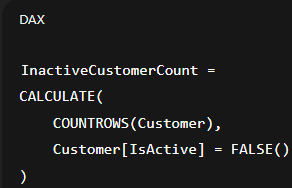 DAX
InactiveCustomerCount =
CALCULATE(
    COUNTROWS(Customer),
    Customer[IsActive] = FALSE()
)